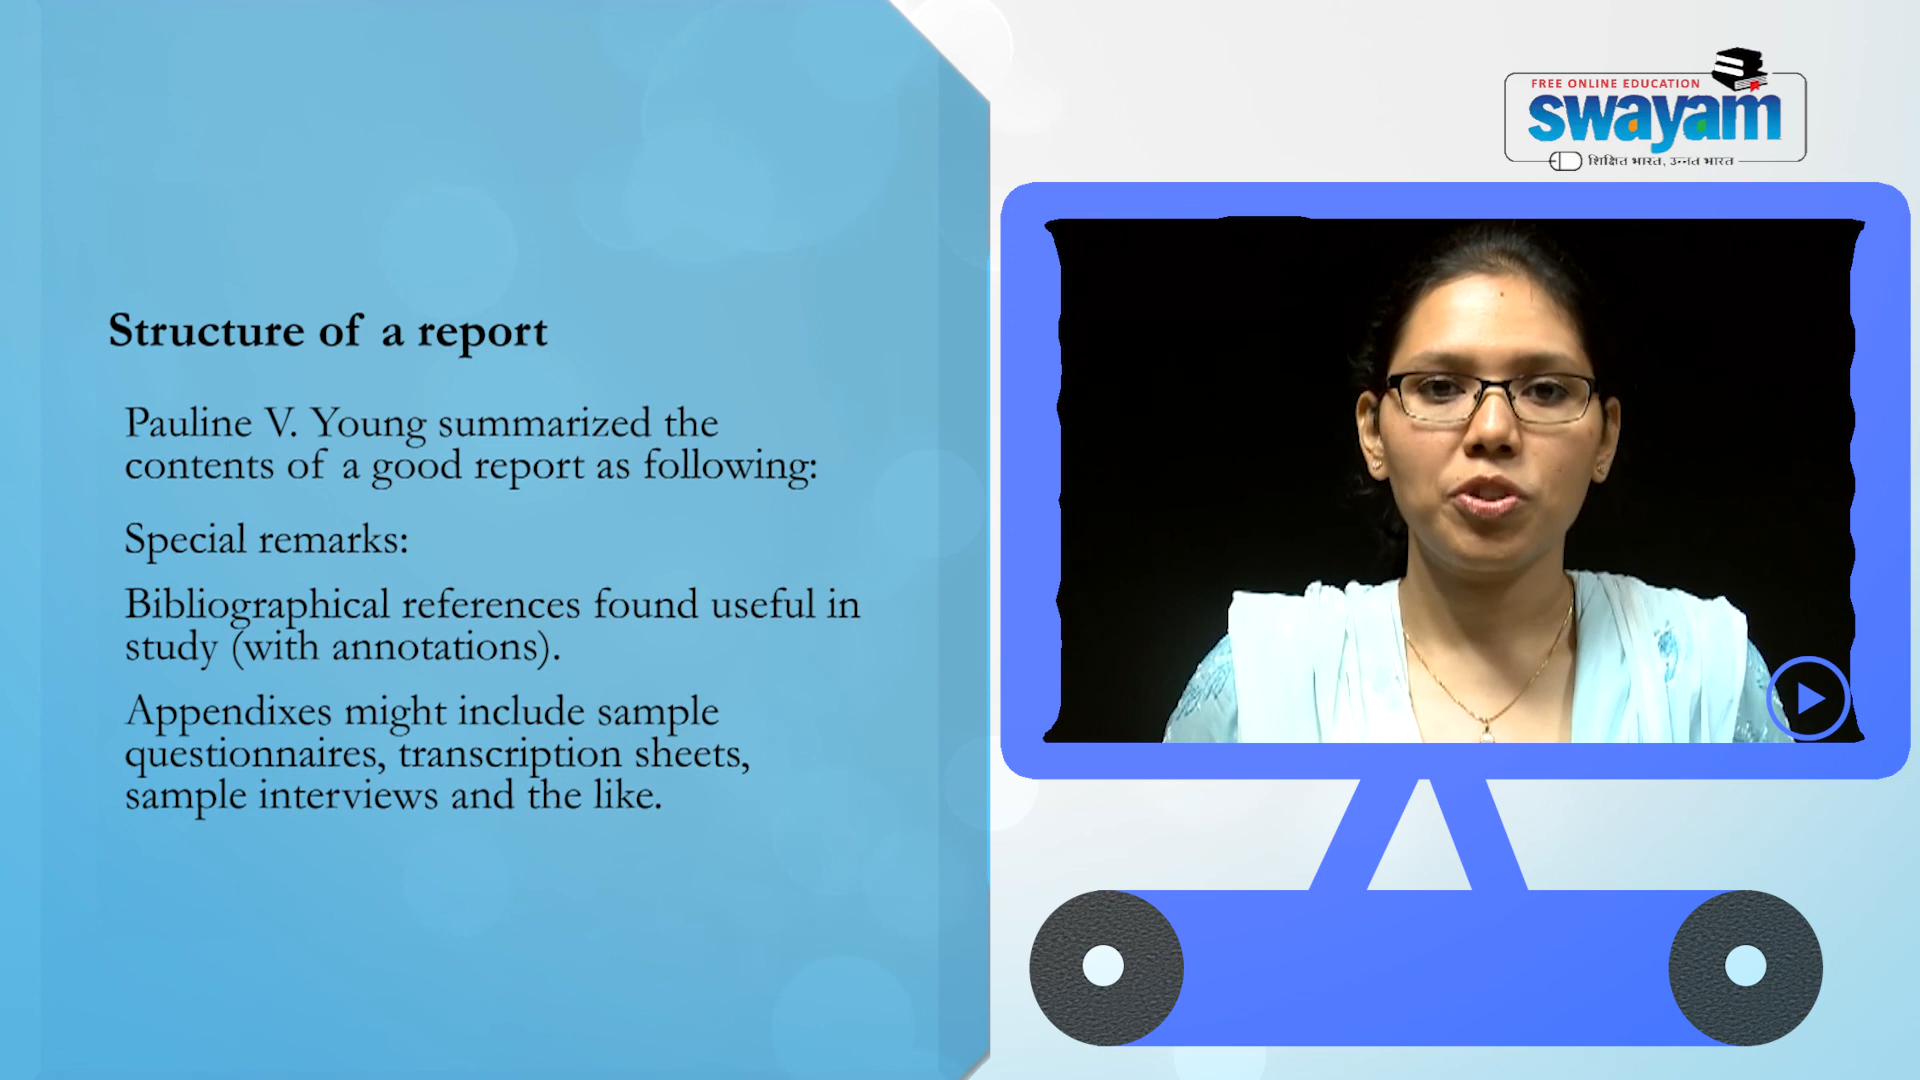 Structure of a report
Pauline V. Young summarized the
contents of a good report as following:
Special remarks:
Bibliographical references found useful in
study (with annotations).
Appendixes might include sample
questionnaires, transcription sheets,
sample interviews and the like.
FREE ONLINE EDUCATION
swayam
शिक्षित भारत, उन्नत भारत